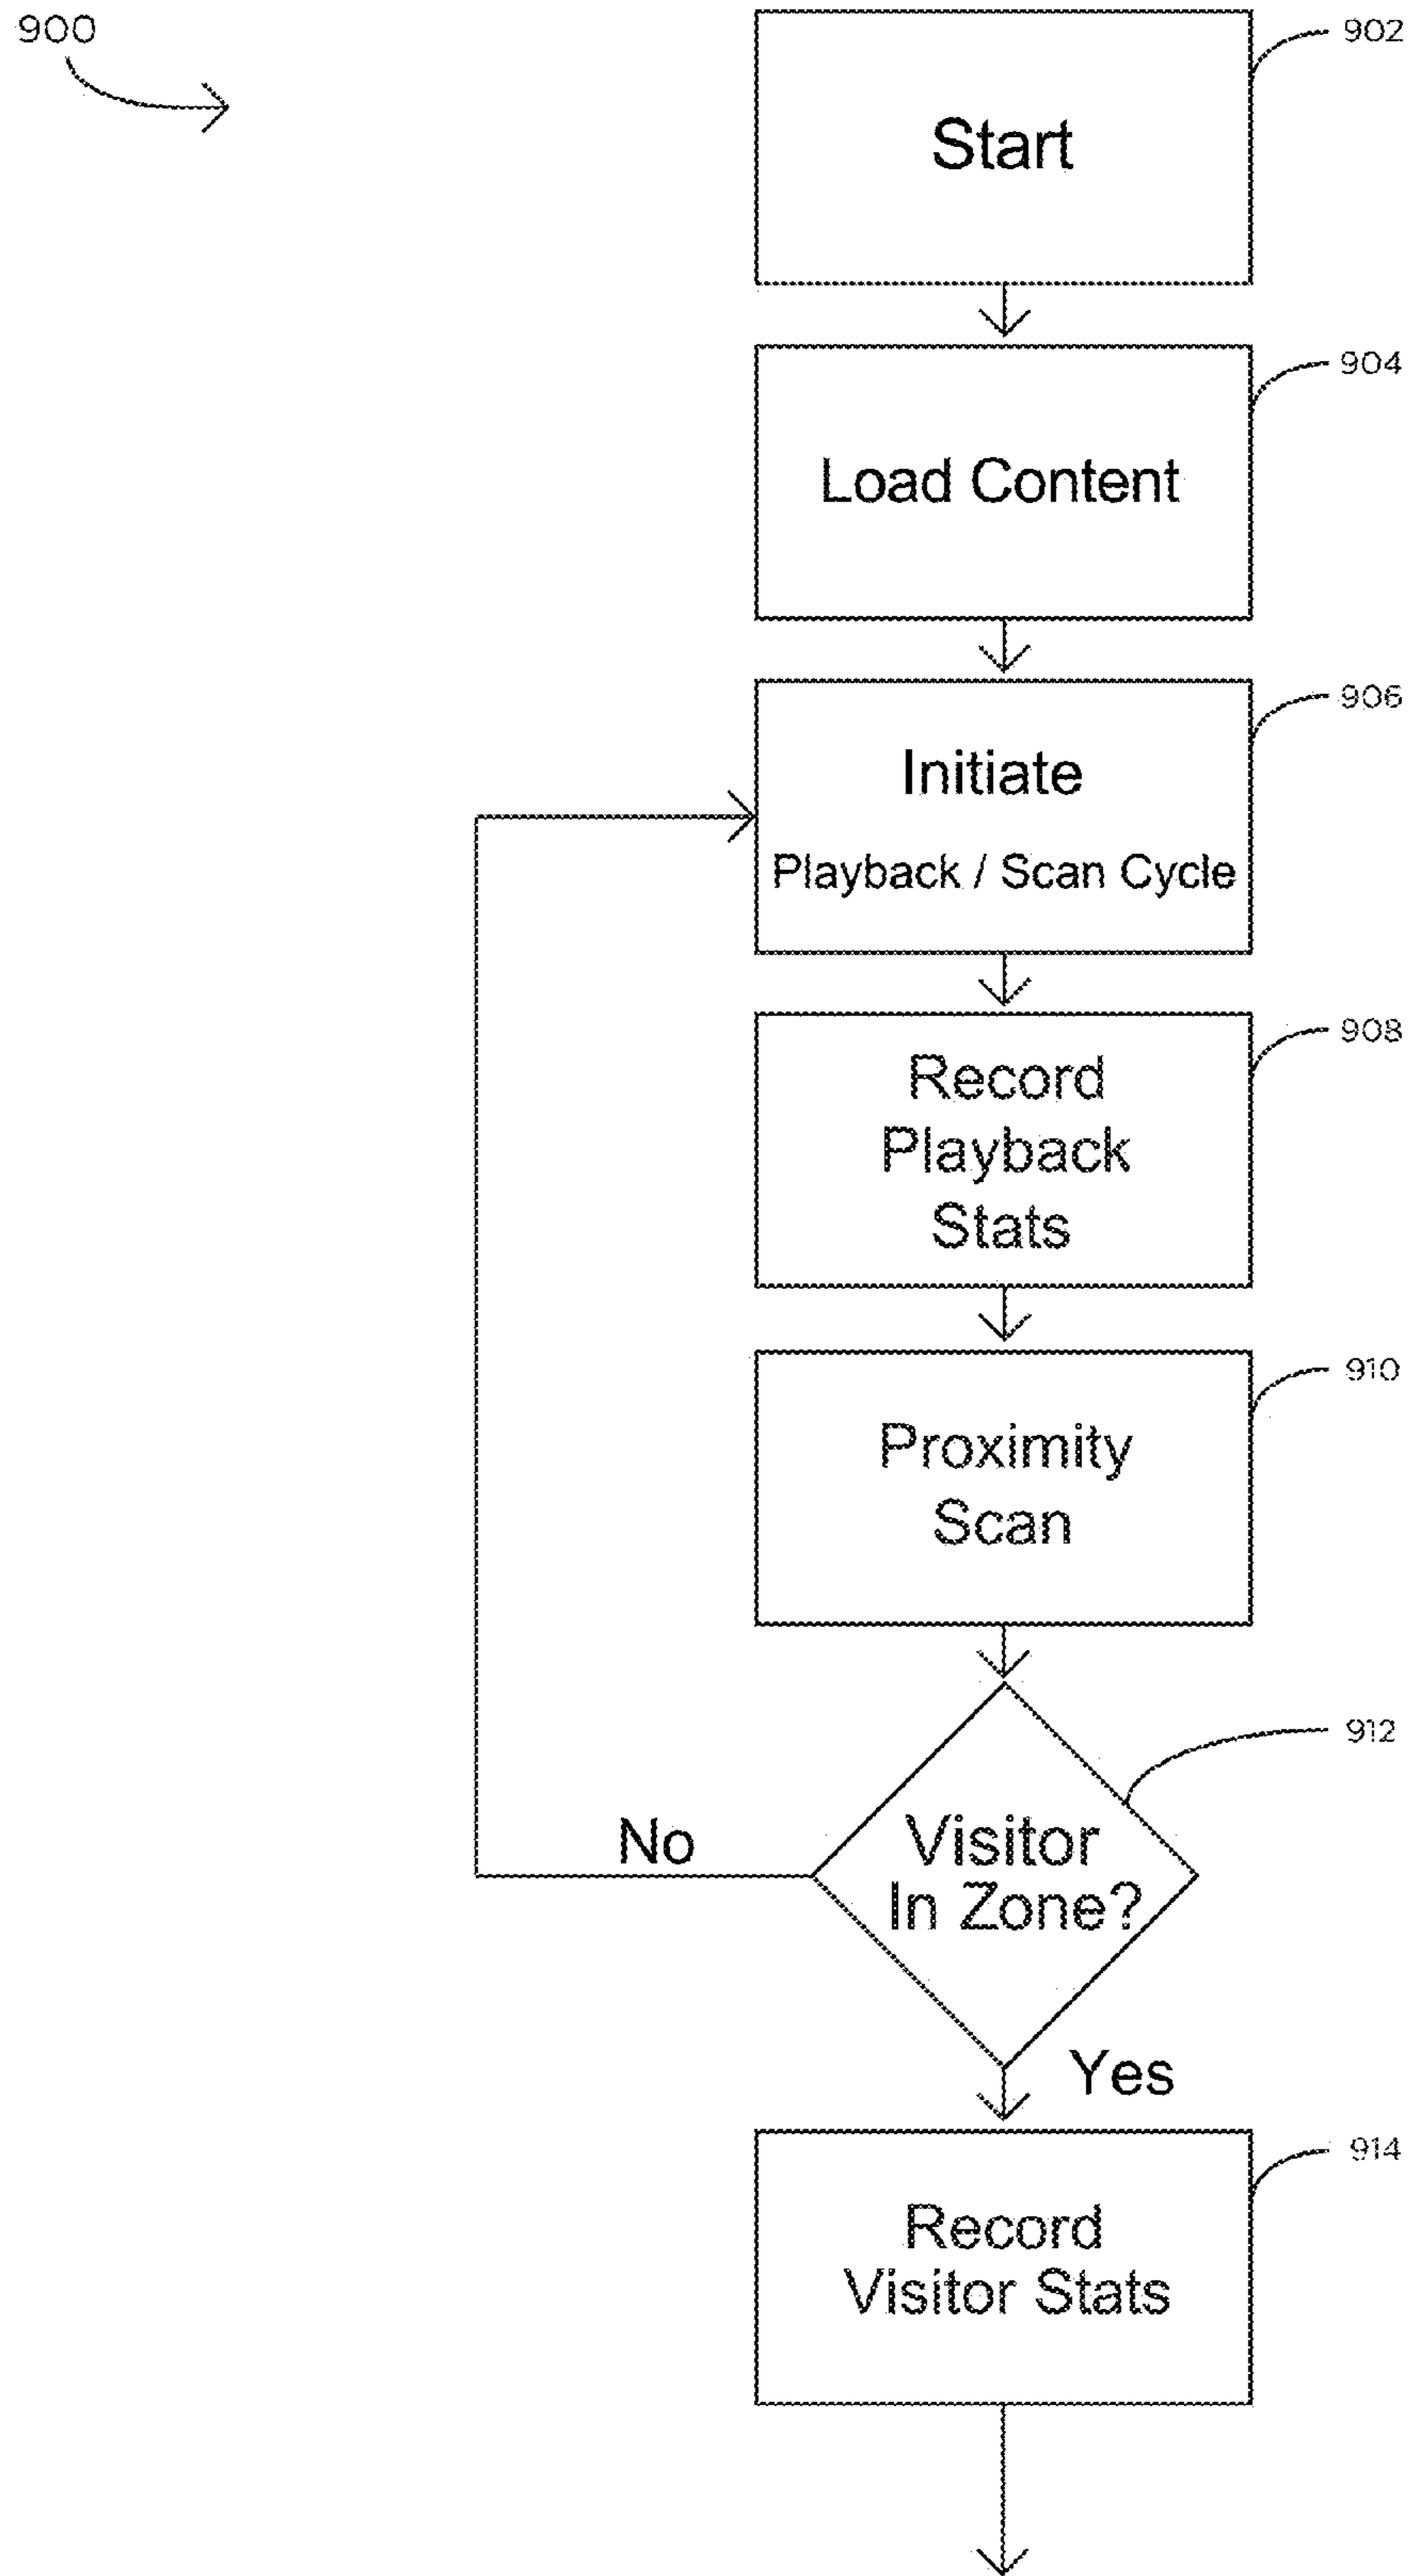 900
902
Start
904
Load Content
906
Initiate
Playback / Scan Cycle
908
Record
Playback
Stats
910
Proximity
Scan
912
Visitor
In Zone?
No
Yes
914
Record
Visitor Stats